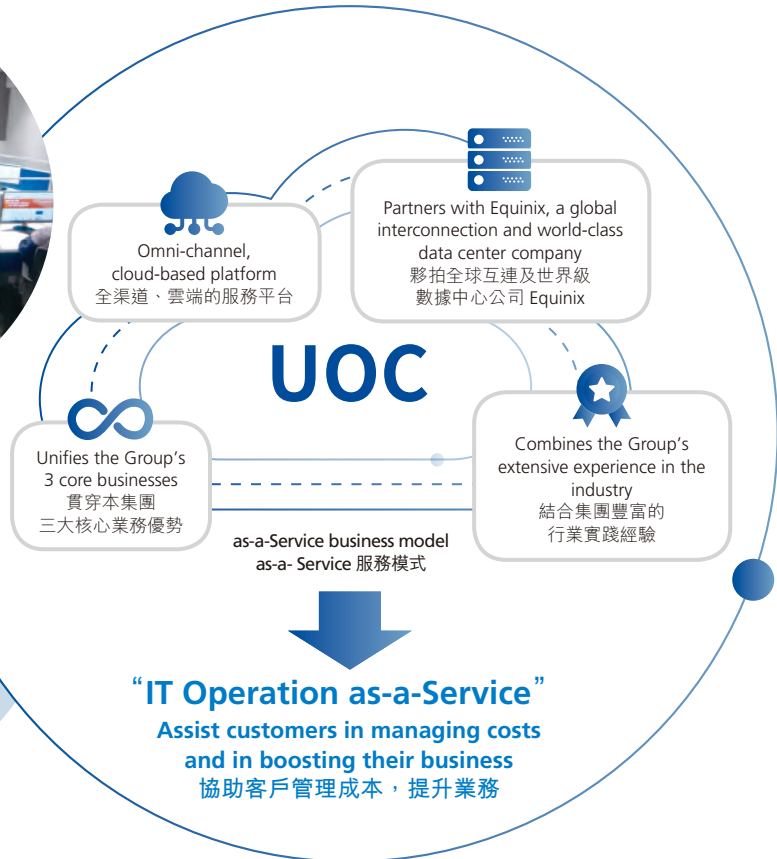 Partners with Equinix, a global
interconnection and world-class
data center company
夥拍全球互連及世界級
數據中心公司 Equinix
Omni-channel,
cloud-based platform
全渠道、雲端的服務平台
UOC
Unifies the Group's
3 core businesses
貫穿本集團
三大核心業務優勢
Combines the Group's
extensive experience in the
industry
結合集團豐富的
行業實踐經驗
as-a-Service business model
as-a- Service 服務模式
“IT Operation as-a-Service”
Assist customers in managing costs
and in boosting their business
協助客戶管理成本，提升業務